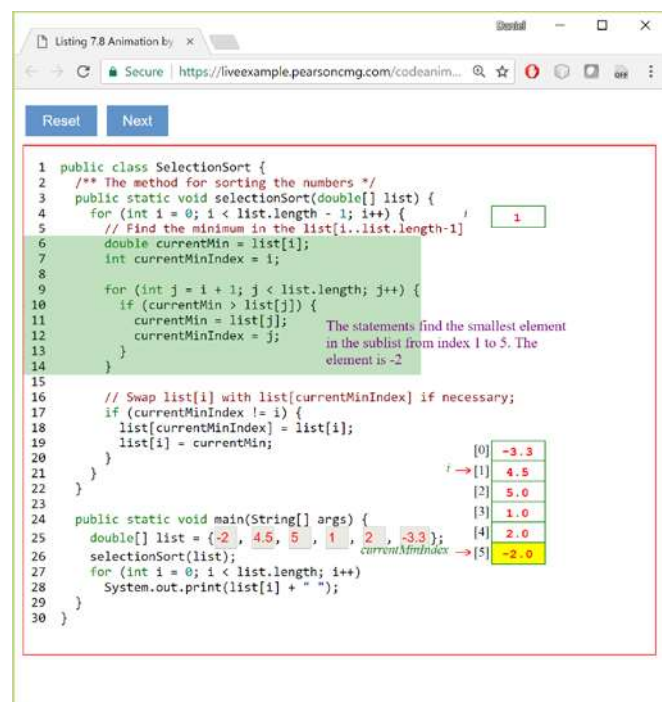 Daniel
Listing 7.8 Animation by ×
Secure | https://liveexample.pearsoncmg.com/codeanim...
OFF
Reset Next
1 public class SelectionSort {
2 /** The method for sorting the numbers */
3 public static void selectionSort(double[] list) {
4 for (int i = 0; i < list.length - 1; i++) { i 1
5 // Find the minimum in the list[i..list.length-1]
6 double currentMin = list[i];
7 int currentMinIndex = i;
8
9 for (int j = i + 1; j < list.length; j++) {
10 if (currentMin > list[j]) {
11 currentMin = list[j];
12 currentMinIndex = j;
13 }
14 }
The statements find the smallest element
in the sublist from index 1 to 5. The
element is -2
15
16 // Swap list[i] with list[currentMinIndex] if necessary;
17 if (currentMinIndex != i) {
18 list[currentMinIndex] = list[i];
19 list[i] = currentMin;
20 }
21 }
22 }
23
24 public static void main(String[] args) {
25 double[] list = {-2 , 4.5, 5 , 1 , 2 , -3.3};
26 selectionSort(list);
27 for (int i = 0; i < list.length; i++)
28 System.out.print(list[i] + " ");
29 }
30 }
[0] -3.3
i → [1] 4.5
[2] 5.0
[3] 1.0
[4] 2.0
currentMinIndex → [5] -2.0